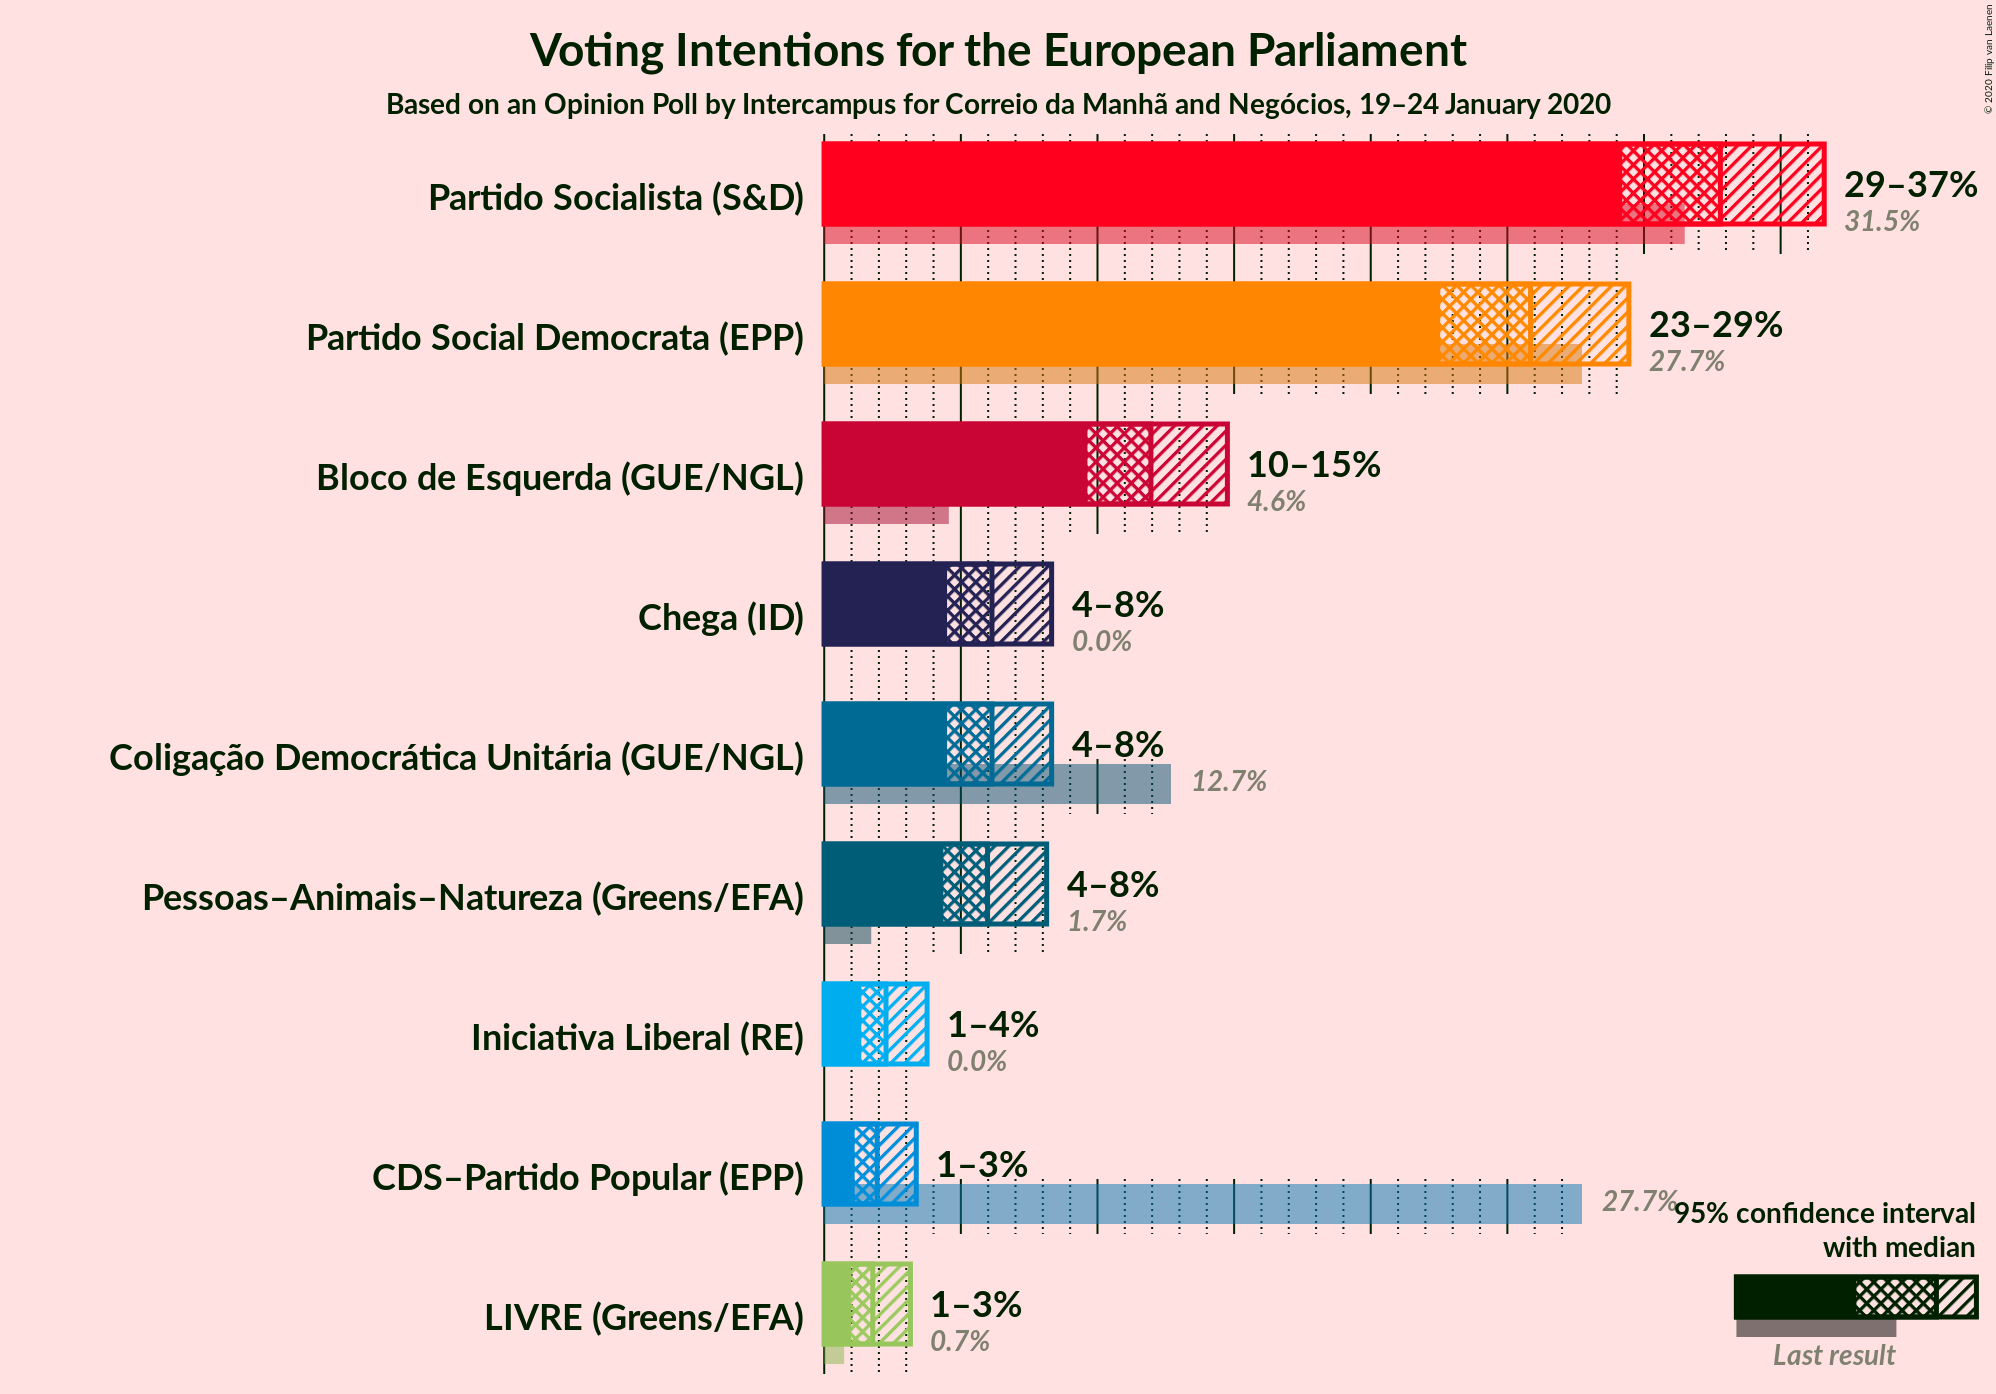 Voting Intentions for the European Parliament
Based on an Opinion Poll by Intercampus for Correio da Manhã and Negócios, 19–24 January 2020
© 2020 Filip van Laenen
Partido Socialista (S&D)
29–37%
31.5%
Partido Social Democrata (EPP)
23–29%
27.7%
Bloco de Esquerda (GUE/NGL)
10–15%
4.6%
Chega (ID)
4–8%
0.0%
Coligação Democrática Unitária (GUE/NGL)
4–8%
12.7%
Pessoas–Animais–Natureza (Greens/EFA)
4–8%
1.7%
Iniciativa Liberal (RE)
1–4%
0.0%
CDS–Partido Popular (EPP)
1–3%
27.7%
LIVRE (Greens/EFA)
1–3%
0.7%
95% confidence interval
with median
Last result